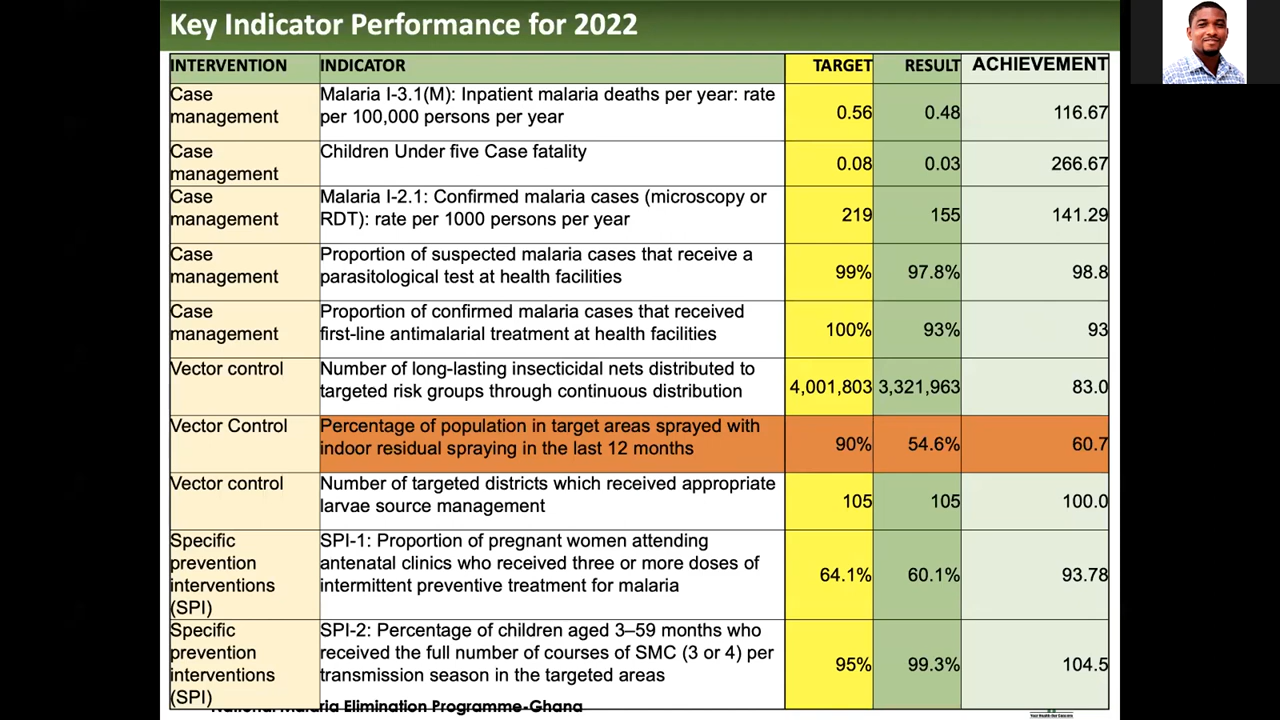 Key Indicator Performance for 2022
INTERVENTION INDICATOR TARGET RESULT ACHIEVEMENT
Case management
Malaria I-3.1(M): Inpatient malaria deaths per year: rate
per 100,000 persons per year
0.56 0.48 116.67
Case management
Children Under five Case fatality
0.08 0.03 266.67
Case management
Malaria I-2.1: Confirmed malaria cases (microscopy or
RDT): rate per 1000 persons per year
219 155 141.29
Case management
Proportion of suspected malaria cases that receive a
parasitological test at health facilities
99% 97.8% 98.8
Case management
Proportion of confirmed malaria cases that received
first-line antimalarial treatment at health facilities
100% 93% 93
Vector control
Number of long-lasting insecticidal nets distributed to
targeted risk groups through continuous distribution
4,001,803 3,321,963 83.0
Vector Control
Percentage of population in target areas sprayed with
indoor residual spraying in the last 12 months
90% 54.6% 60.7
Vector control
Number of targeted districts which received appropriate
larvae source management
105 105 100.0
Specific
prevention
interventions
(SPI)
SPI-1: Proportion of pregnant women attending
antenatal clinics who received three or more doses of
intermittent preventive treatment for malaria
64.1% 60.1% 93.78
Specific
prevention
interventions
(SPI)
SPI-2: Percentage of children aged 3–59 months who
received the full number of courses of SMC (3 or 4) per
transmission season in the targeted areas
95% 99.3% 104.5
National Malaria Elimination Programme-Ghana